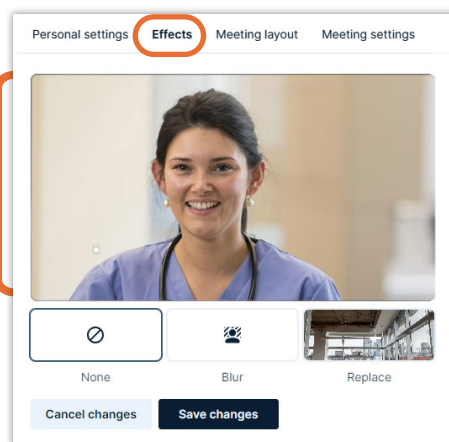 Personal settings Effects Meeting layout Meeting settings
None Blur Replace
Cancel changes Save changes